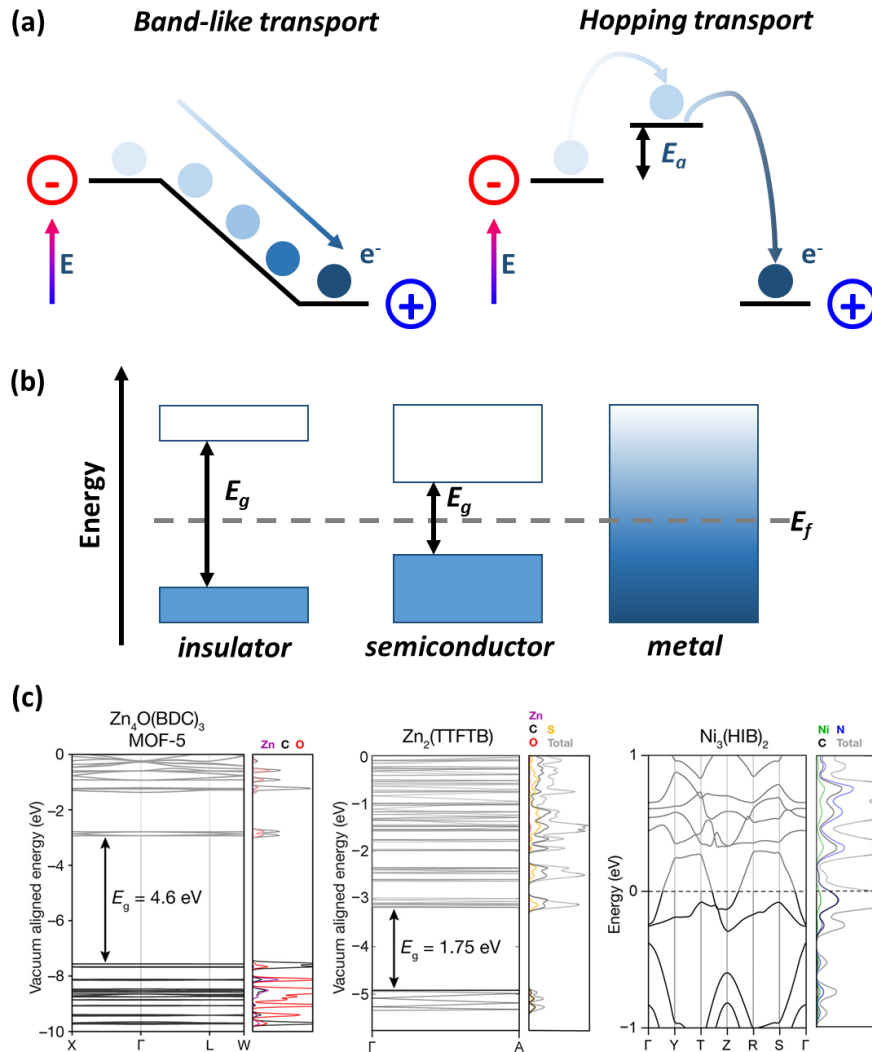 (a)
Band-like transport
Hopping transport
-
E
e-
+
-
E
Ea
e-
+
(b)
Energy
Eg
Eg
Ef
insulator
semiconductor
metal
(c)
Zn4O(BDC)3
MOF-5
Zn C O
Vacuum aligned energy (eV)
0
−2
−4
−6
−8
−10
Eg = 4.6 eV
X Γ L W
Zn2(TTFTB)
Zn
C S
O Total
Vacuum aligned energy (eV)
0
−1
−2
−3
−4
−5
Eg = 1.75 eV
Γ A
Ni3(HIB)2
Ni N
C Total
Energy (eV)
1
0
−1
Γ Y T Z R S Γ